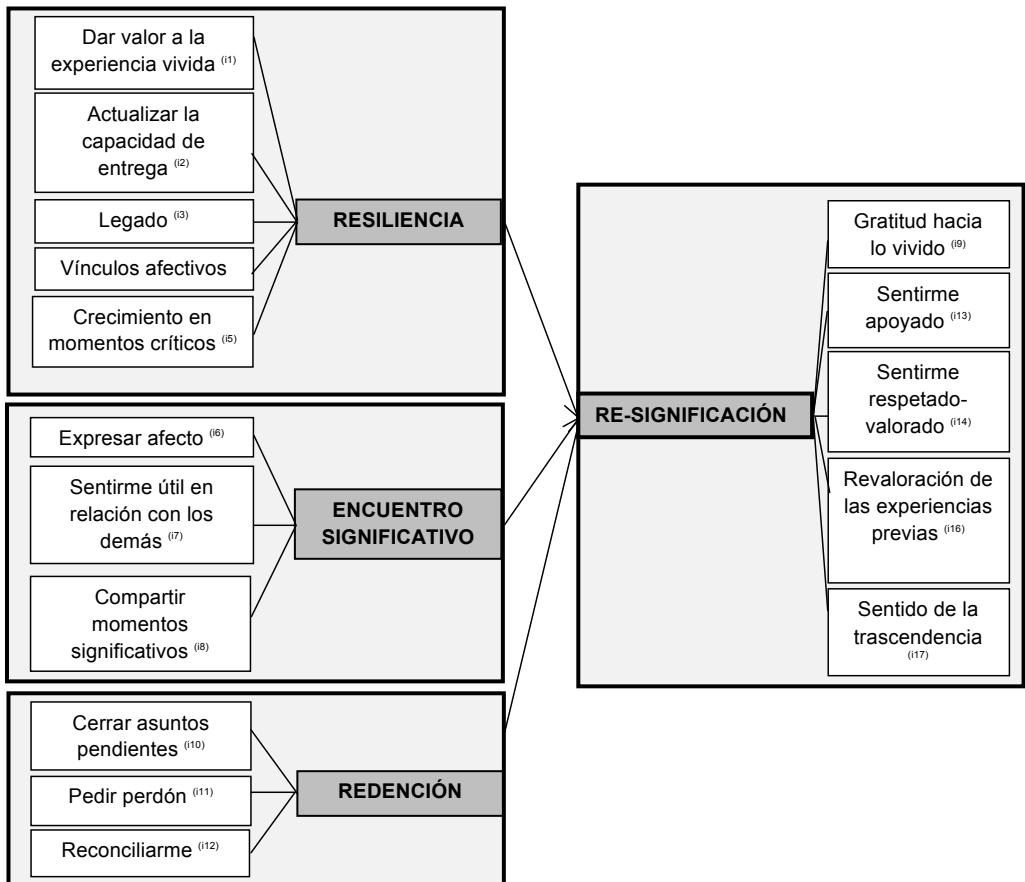 Dar valor a la
experiencia vivida (i1)
Actualizar la
capacidad de
entrega (i2)
Legado (i3)
Vínculos afectivos
Crecimiento en
momentos críticos (i5)
RESILIENCIA
Expresar afecto (i6)
Sentirme útil en
relación con los
demás (i7)
Compartir
momentos
significativos (i8)
ENCUENTRO
SIGNIFICATIVO
Cerrar asuntos
pendientes (i10)
Pedir perdón (i11)
Reconciliarme (i12)
REDENCIÓN
RE-SIGNIFICACIÓN
Gratitud hacia
lo vivido (i9)
Sentirme
apoyado (i13)
Sentirme
respetado-
valorado (i14)
Revaloración de
las experiencias
previas (i16)
Sentido de la
trascendencia
(i17)